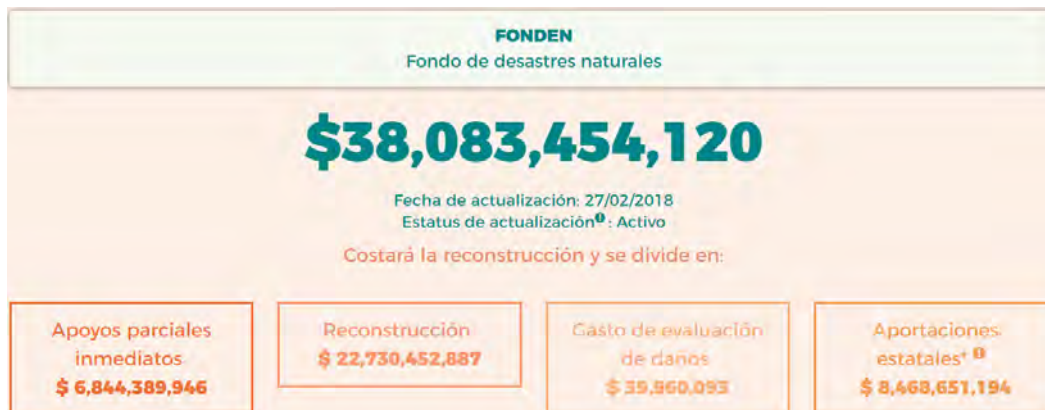 FONDEN
Fondo de desastres naturales
$38,083,454,120
Fecha de actualización: 27/02/2018
Estatus de actualización❶: Activo
Costará la reconstrucción y se divide en:
Apoyos parciales
inmediatos
$ 6,844,389,946
Reconstrucción
$ 22,730,452,887
Gasto de evaluación
de daños
$ 39,960,093
Aportaciones
estatales* ❶
$ 8,468,651,194